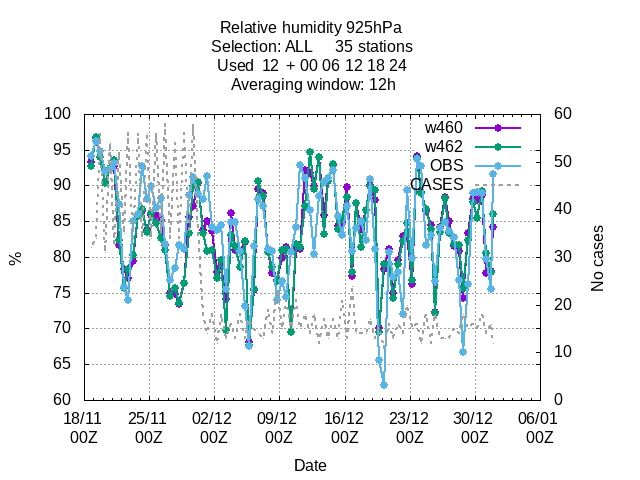 Relative humidity 925hPa
Selection: ALL     35 stations
Used  12  + 00 06 12 18 24
Averaging window: 12h
100
95
90
85
80
75
70
65
60
%
60
50
40
30
20
10
0
No cases
w460
w462
OBS
CASES
18/11 25/11 02/12 09/12 16/12 23/12 30/12 06/01
00Z 00Z 00Z 00Z 00Z 00Z 00Z 00Z
Date